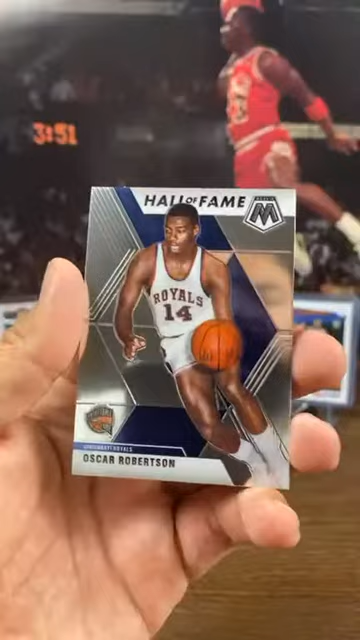 3:51
HALL OF FAME
M
ROYALS
14
CINCINNATI ROYALS
OSCAR ROBERTSON